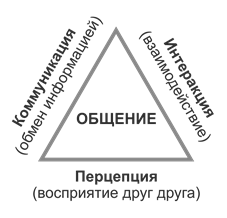 Коммуникация
(обмен информацией)
Интеракция
(взаимодействие)
ОБЩЕНИЕ
Перцепция
(восприятие друг друга)